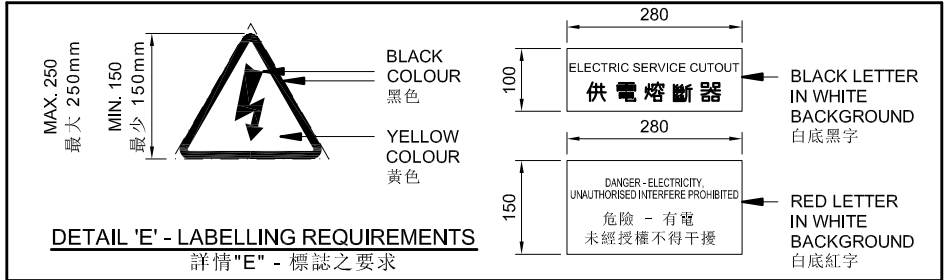 MAX. 250
最大 250mm
MIN. 150
最少 150mm
BLACK
COLOUR
黑色
YELLOW
COLOUR
黃色
DETAIL 'E' - LABELLING REQUIREMENTS
詳情"E" - 標誌之要求
280
100
ELECTRIC SERVICE CUTOUT
供電熔斷器
BLACK LETTER
IN WHITE
BACKGROUND
白底黑字
280
150
DANGER - ELECTRICITY,
UNAUTHORISED INTERFERE PROHIBITED
危險 - 有電
未經授權不得干擾
RED LETTER
IN WHITE
BACKGROUND
白底紅字